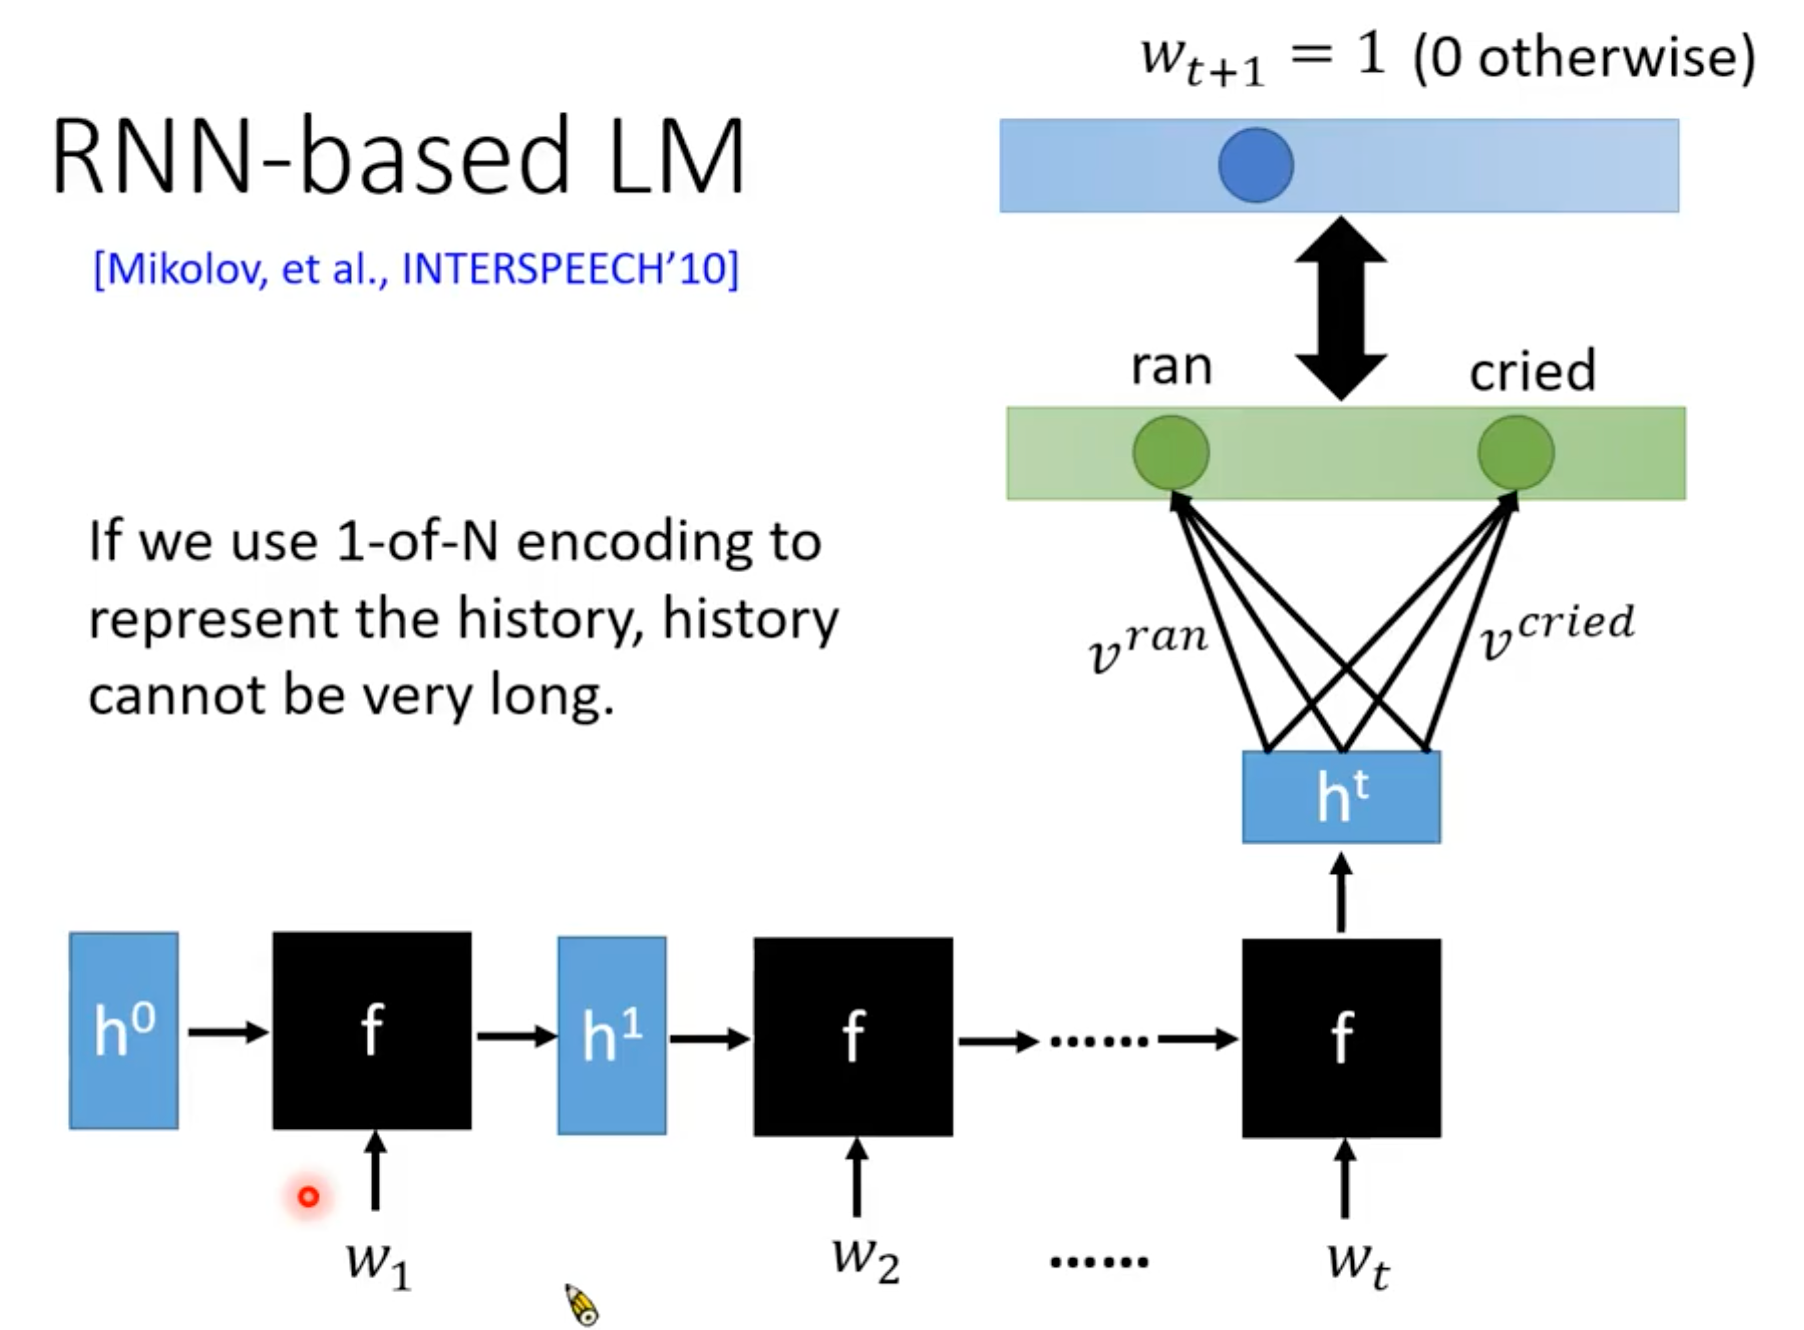 RNN-based LM
[Mikolov, et al., INTERSPEECH'10]
If we use 1-of-N encoding to
represent the history, history
cannot be very long.
w_{t+1} = 1 (0 otherwise)
ran cried
v^{ran} v^{cried}
h^t
h^0 f h^1 f ...... f
w_1 w_2 ...... w_t